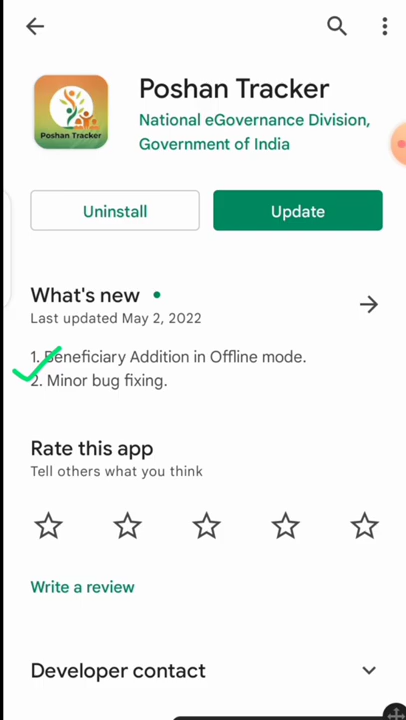 Poshan Tracker
Poshan Tracker
National eGovernance Division,
Government of India
Uninstall
Update
What's new
Last updated May 2, 2022
1. Beneficiary Addition in Offline mode.
2. Minor bug fixing.
Rate this app
Tell others what you think
Write a review
Developer contact